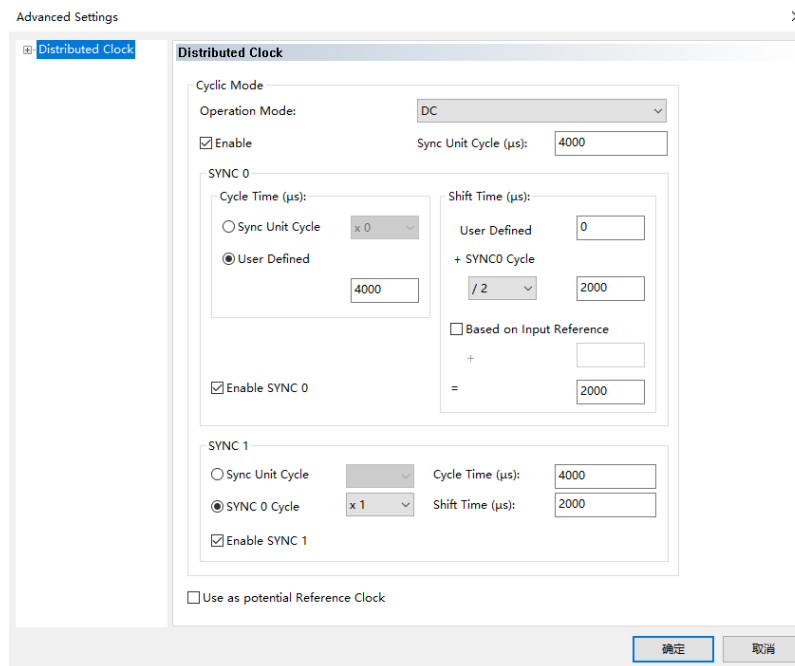 Advanced Settings
Distributed Clock
Distributed Clock
Cyclic Mode
Operation Mode: DC
Enable Sync Unit Cycle (μs): 4000
SYNC 0
Cycle Time (μs):
Sync Unit Cycle x 0
User Defined
4000
Shift Time (μs):
User Defined 0
+ SYNC0 Cycle
/ 2 2000
Based on Input Reference
+
= 2000
Enable SYNC 0
SYNC 1
Sync Unit Cycle Cycle Time (μs): 4000
SYNC 0 Cycle x 1 Shift Time (μs): 2000
Enable SYNC 1
Use as potential Reference Clock
确定 取消